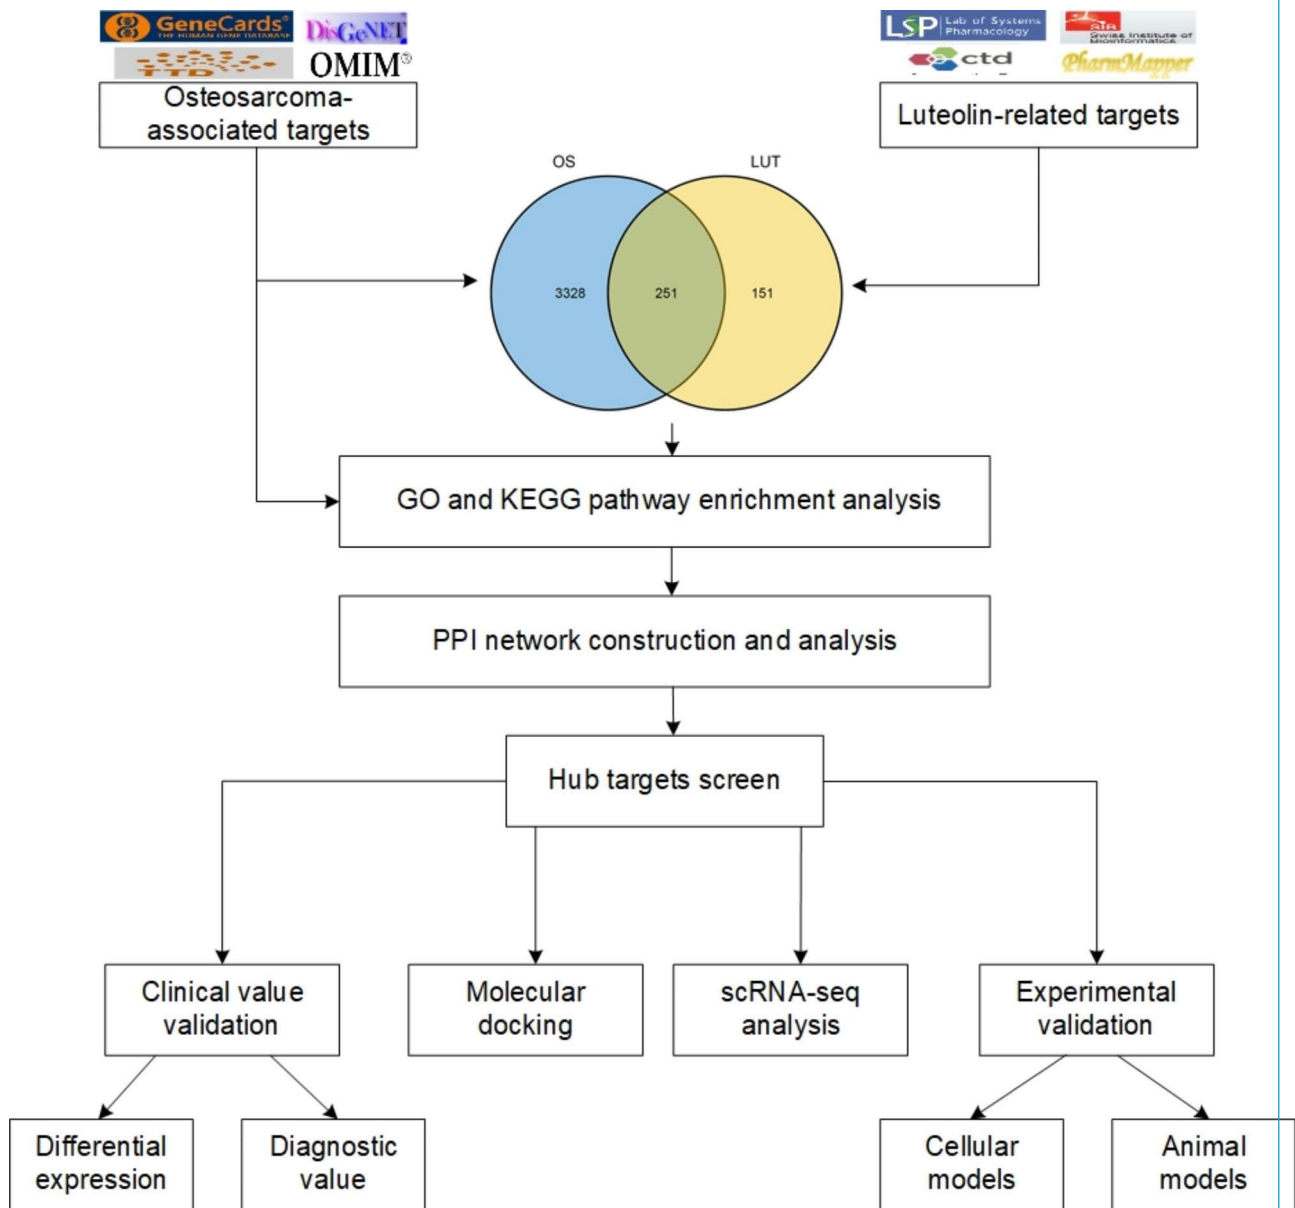 GeneCards®
THE HUMAN GENE DATABASE
DisGeNET
TTD
OMIM®
LSP Lab of Systems
Pharmacology
SIB
Swiss Institute of
Bioinformatics
ctd
PharmMapper
Osteosarcoma-
associated targets
Luteolin-related targets
OS
LUT
3328
251
151
GO and KEGG pathway enrichment analysis
PPI network construction and analysis
Hub targets screen
Clinical value
validation
Molecular
docking
scRNA-seq
analysis
Experimental
validation
Differential
expression
Diagnostic
value
Cellular
models
Animal
models